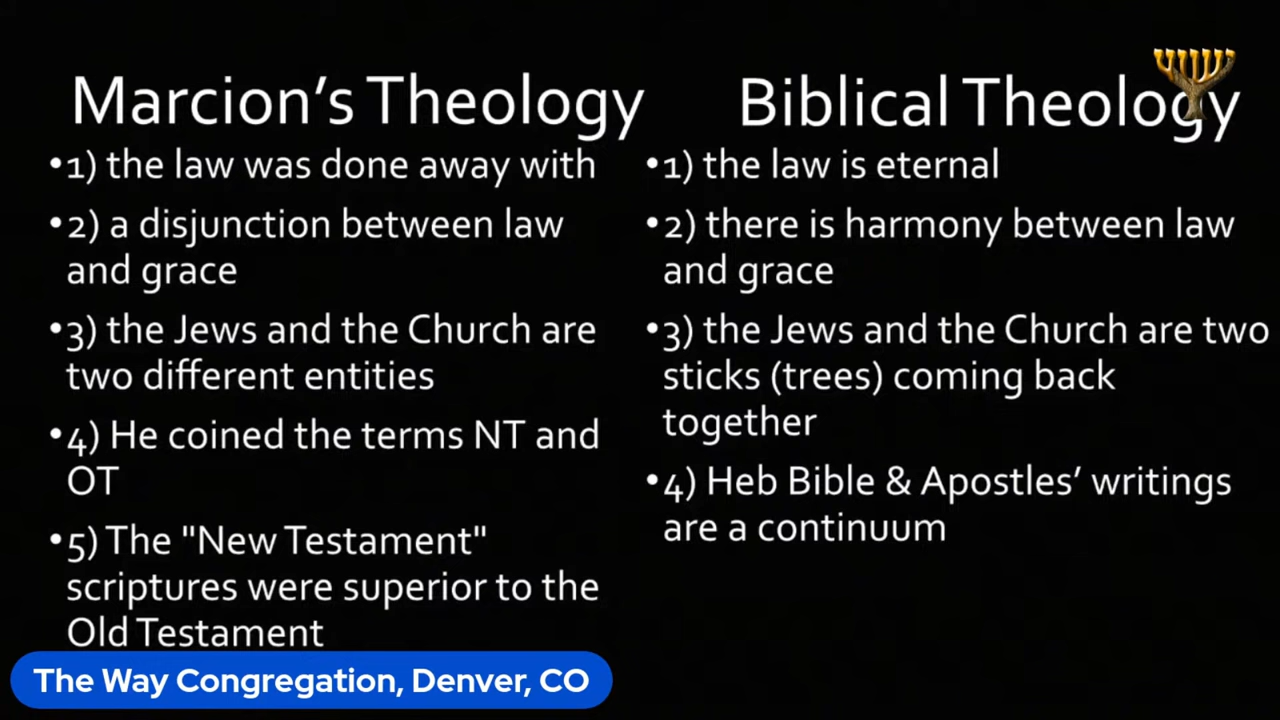 Marcion's Theology
•1) the law was done away with
•2) a disjunction between law
and grace
•3) the Jews and the Church are
two different entities
•4) He coined the terms NT and
OT
•5) The "New Testament"
scriptures were superior to the
Old Testament
Biblical Theology
•1) the law is eternal
•2) there is harmony between law
and grace
•3) the Jews and the Church are two
sticks (trees) coming back
together
•4) Heb Bible & Apostles' writings
are a continuum
The Way Congregation, Denver, CO